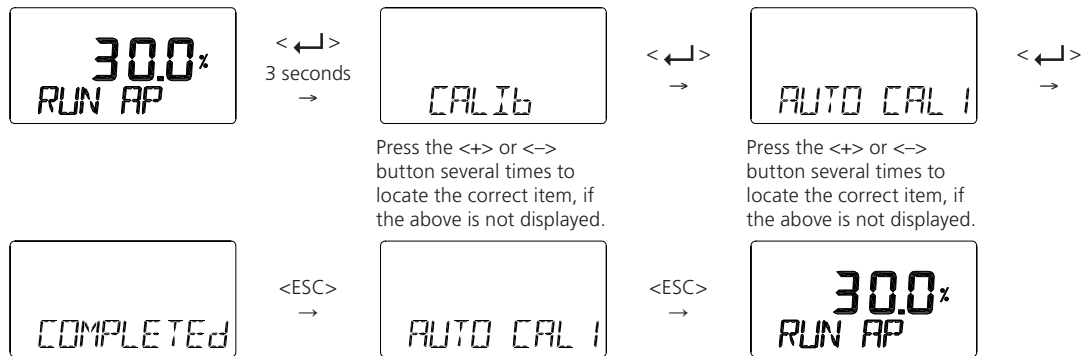 30.0%
RUN AP
< ↵ >
3 seconds
→
CALIb
< ↵ >
→
AUTO CAL 1
< ↵ >
→
Press the <+> or <–>
button several times to
locate the correct item, if
the above is not displayed.
Press the <+> or <–>
button several times to
locate the correct item, if
the above is not displayed.
COMPLETEd
<ESC>
→
AUTO CAL 1
<ESC>
→
30.0%
RUN AP